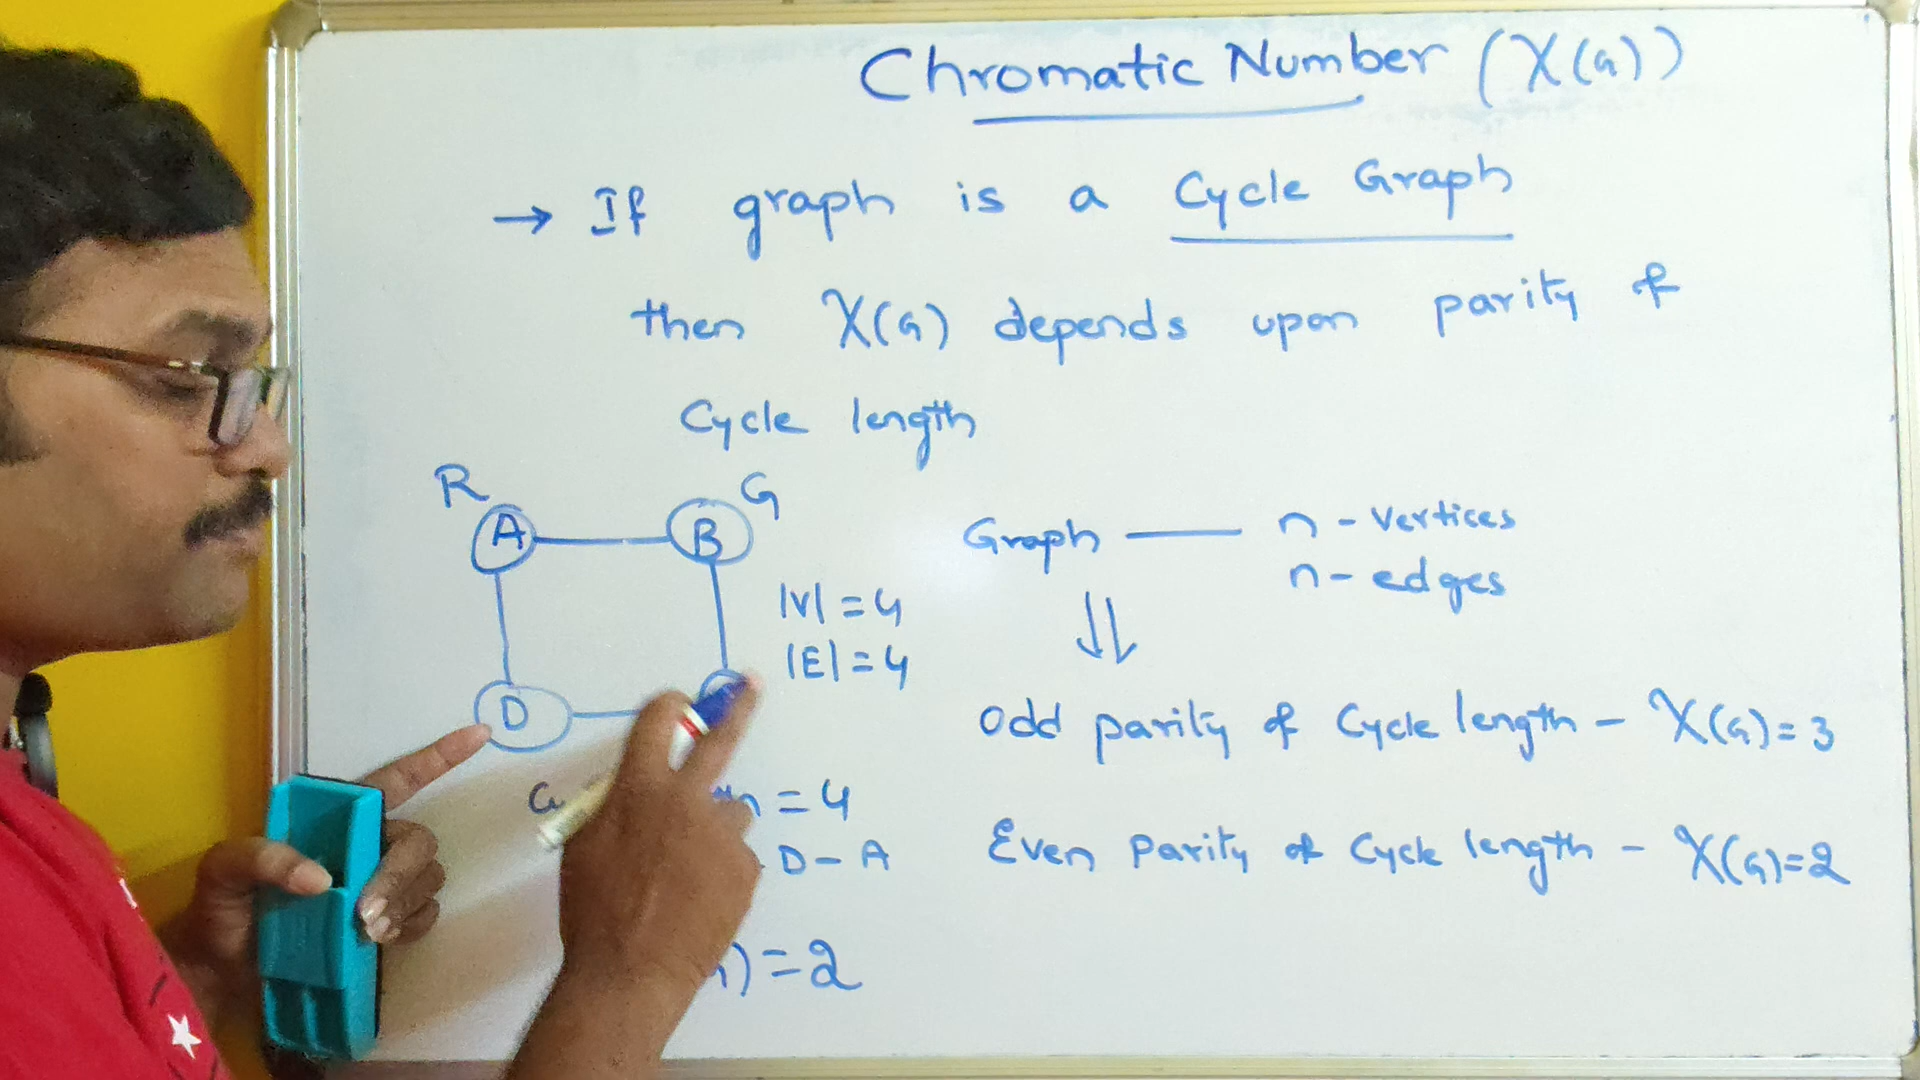 Chromatic Number (χ(G))
→ If graph is a Cycle Graph
then χ(G) depends upon parity of
Cycle length
R G
A B
|V| = 4
|E| = 4
D
= 4
D - A
) = 2
Graph — n - vertices
n - edges
⇓
Odd parity of Cycle length - χ(G) = 3
Even Parity of Cycle length - χ(G) = 2